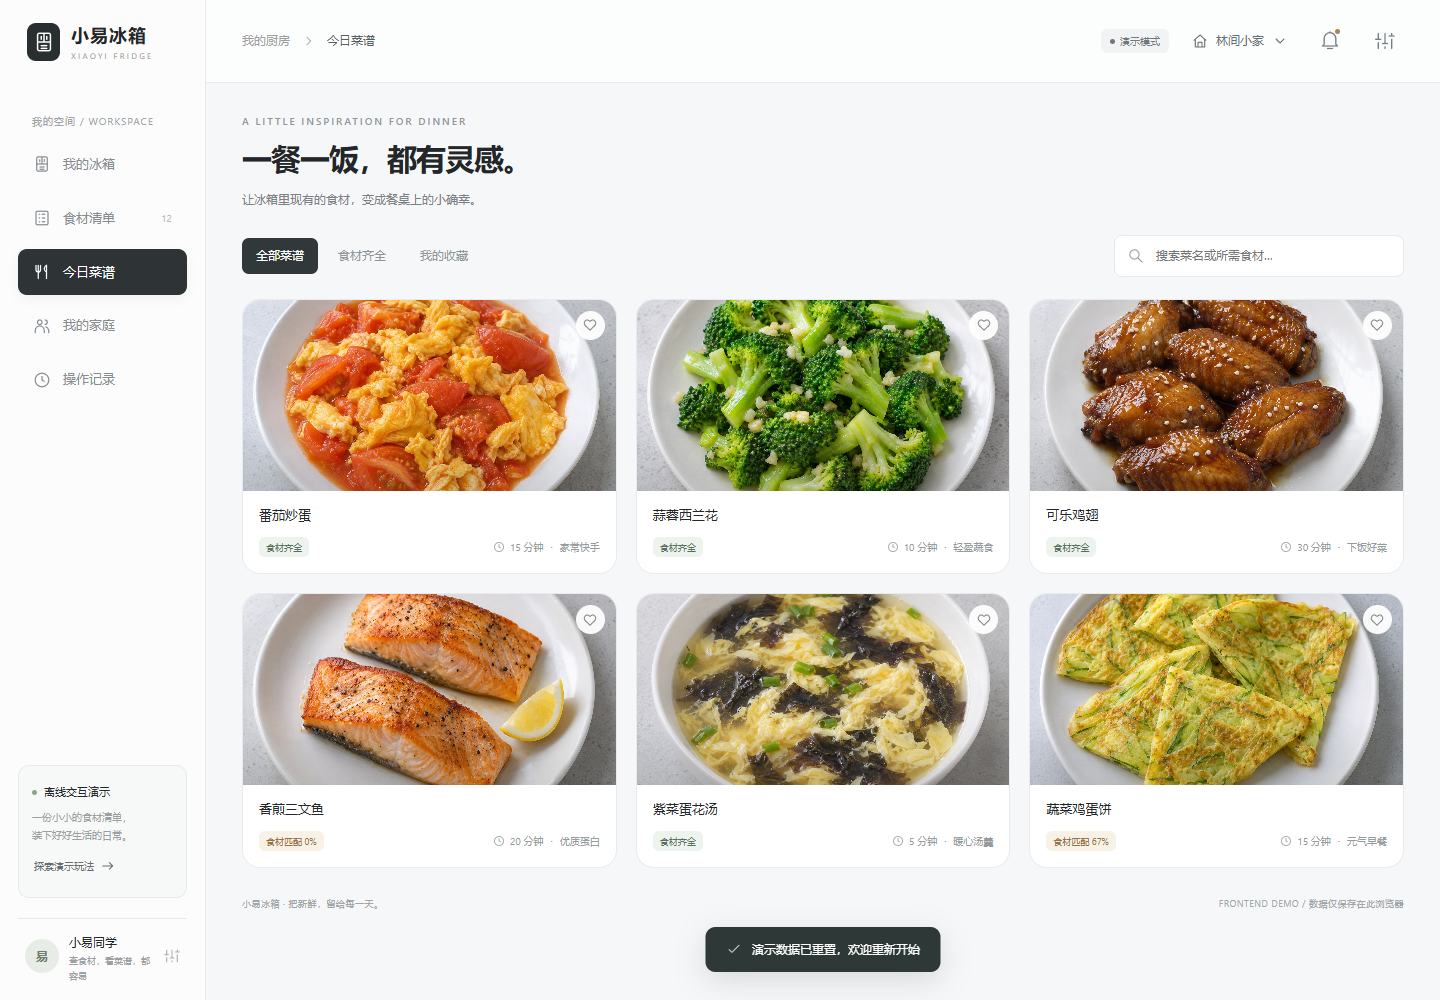 小易冰箱
XIAOYI FRIDGE
我的空间 / WORKSPACE
我的冰箱
食材清单 12
今日菜谱
我的家庭
操作记录
离线交互演示
一份小小的食材清单，
装下好好生活的日常。
探索演示玩法
易
小易同学
查食材，看菜谱，都
容易
我的厨房 今日菜谱
演示模式
林间小家
A LITTLE INSPIRATION FOR DINNER
一餐一饭，都有灵感。
让冰箱里现有的食材，变成餐桌上的小确幸。
全部菜谱 食材齐全 我的收藏
搜索菜名或所需食材...
番茄炒蛋
食材齐全 15 分钟 · 家常快手
蒜蓉西兰花
食材齐全 10 分钟 · 轻盈蔬食
可乐鸡翅
食材齐全 30 分钟 · 下饭好菜
香煎三文鱼
食材匹配 0% 20 分钟 · 优质蛋白
紫菜蛋花汤
食材齐全 5 分钟 · 暖心汤羹
蔬菜鸡蛋饼
食材匹配 67% 15 分钟 · 元气早餐
小易冰箱 · 把新鲜，留给每一天。
FRONTEND DEMO / 数据仅保存在此浏览器
演示数据已重置，欢迎重新开始